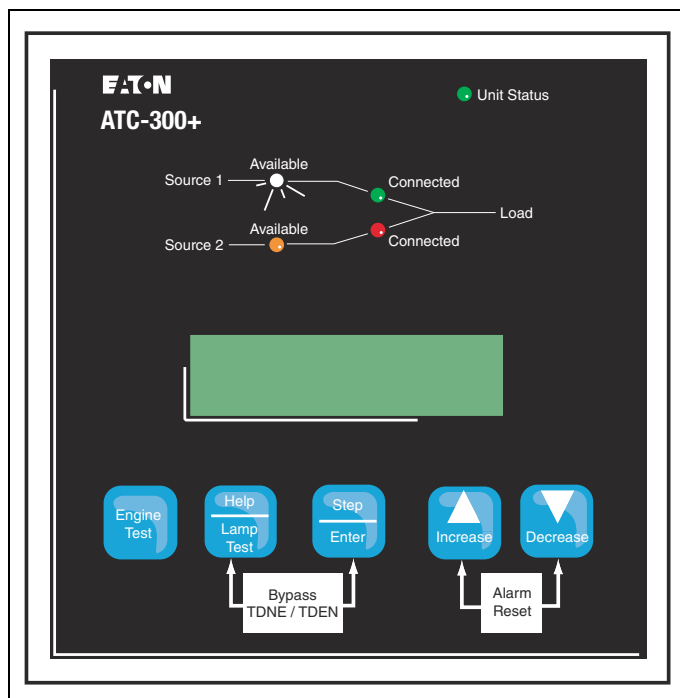 EATON
ATC-300+
Unit Status
Available
Source 1
Connected
Load
Available
Source 2
Connected
Engine
Test
Help
Lamp
Test
Step
Enter
Increase
Decrease
Bypass
TDNE / TDEN
Alarm
Reset